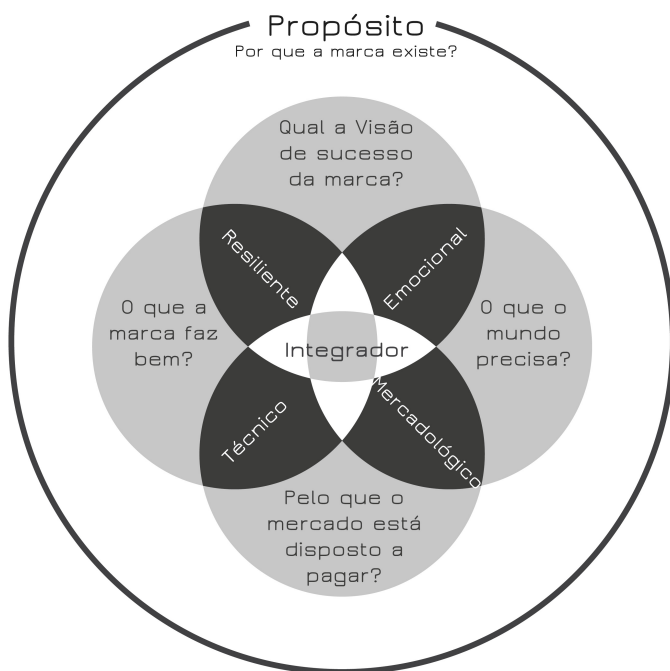 Propósito
Por que a marca existe?
Qual a Visão
de sucesso
da marca?
Resiliente
Emocional
O que a
marca faz
bem?
O que o
mundo
precisa?
Integrador
Técnico
Mercadológico
Pelo que o
mercado está
disposto a
pagar?